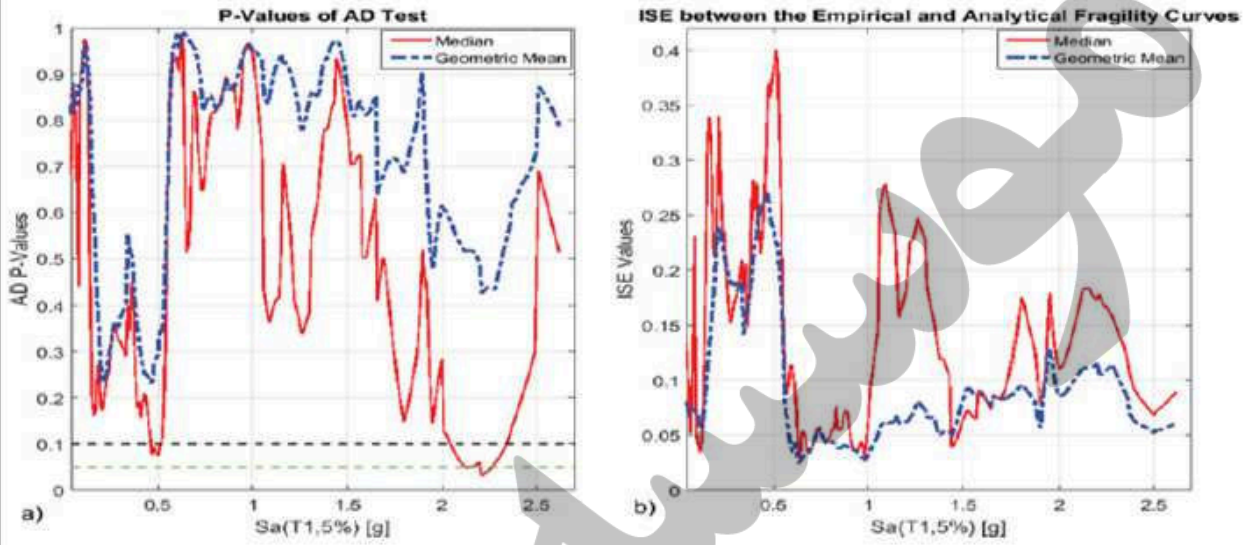 P-Values of AD Test
Median
Geometric Mean
1
0.9
0.8
0.7
0.6
0.5
0.4
0.3
0.2
0.1
0
AD P-Values
0.5
1
1.5
2
2.5
a)
Sa(T1,5%) [g]
ISE between the Empirical and Analytical Fragility Curves
Median
Geometric Mean
0.4
0.35
0.3
0.25
0.2
0.15
0.1
0.05
0
ISE Values
0.5
1
1.5
2
2.5
b)
Sa(T1,5%) [g]